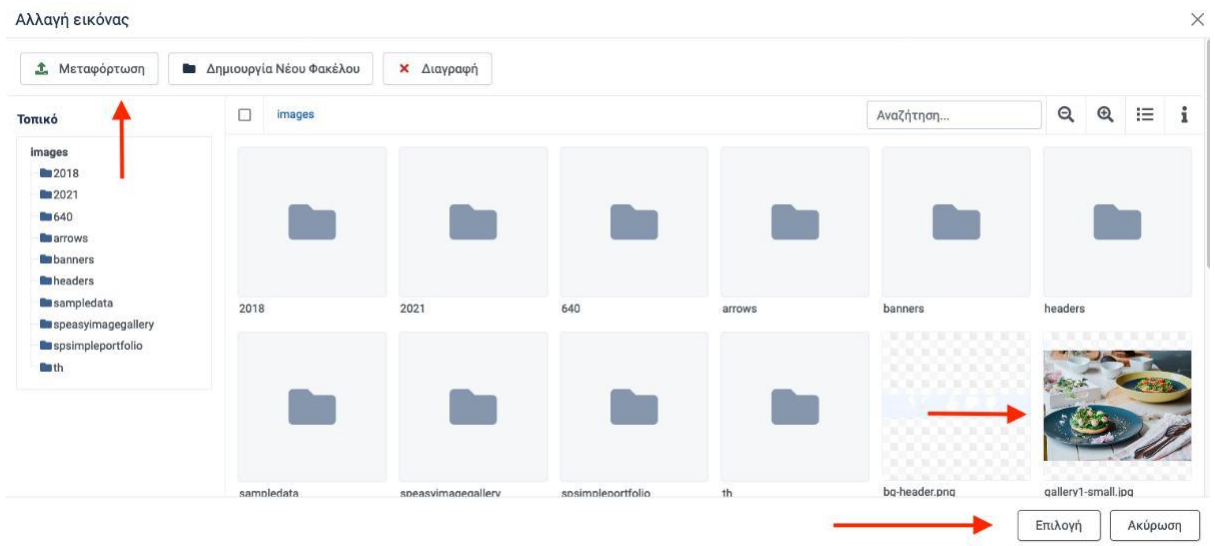 Αλλαγή εικόνας
Μεταφόρτωση
Δημιουργία Νέου Φακέλου
Διαγραφή
Τοπικό
images
Αναζήτηση...
images
2018
2021
640
arrows
banners
headers
sampledata
speasyimagegallery
spsimpleportfolio
th
2018 2021 640 arrows banners headers
sampledata speasyimagegallery spsimpleportfolio th bg-header.png gallery1-small.jpg
Επιλογή Ακύρωση